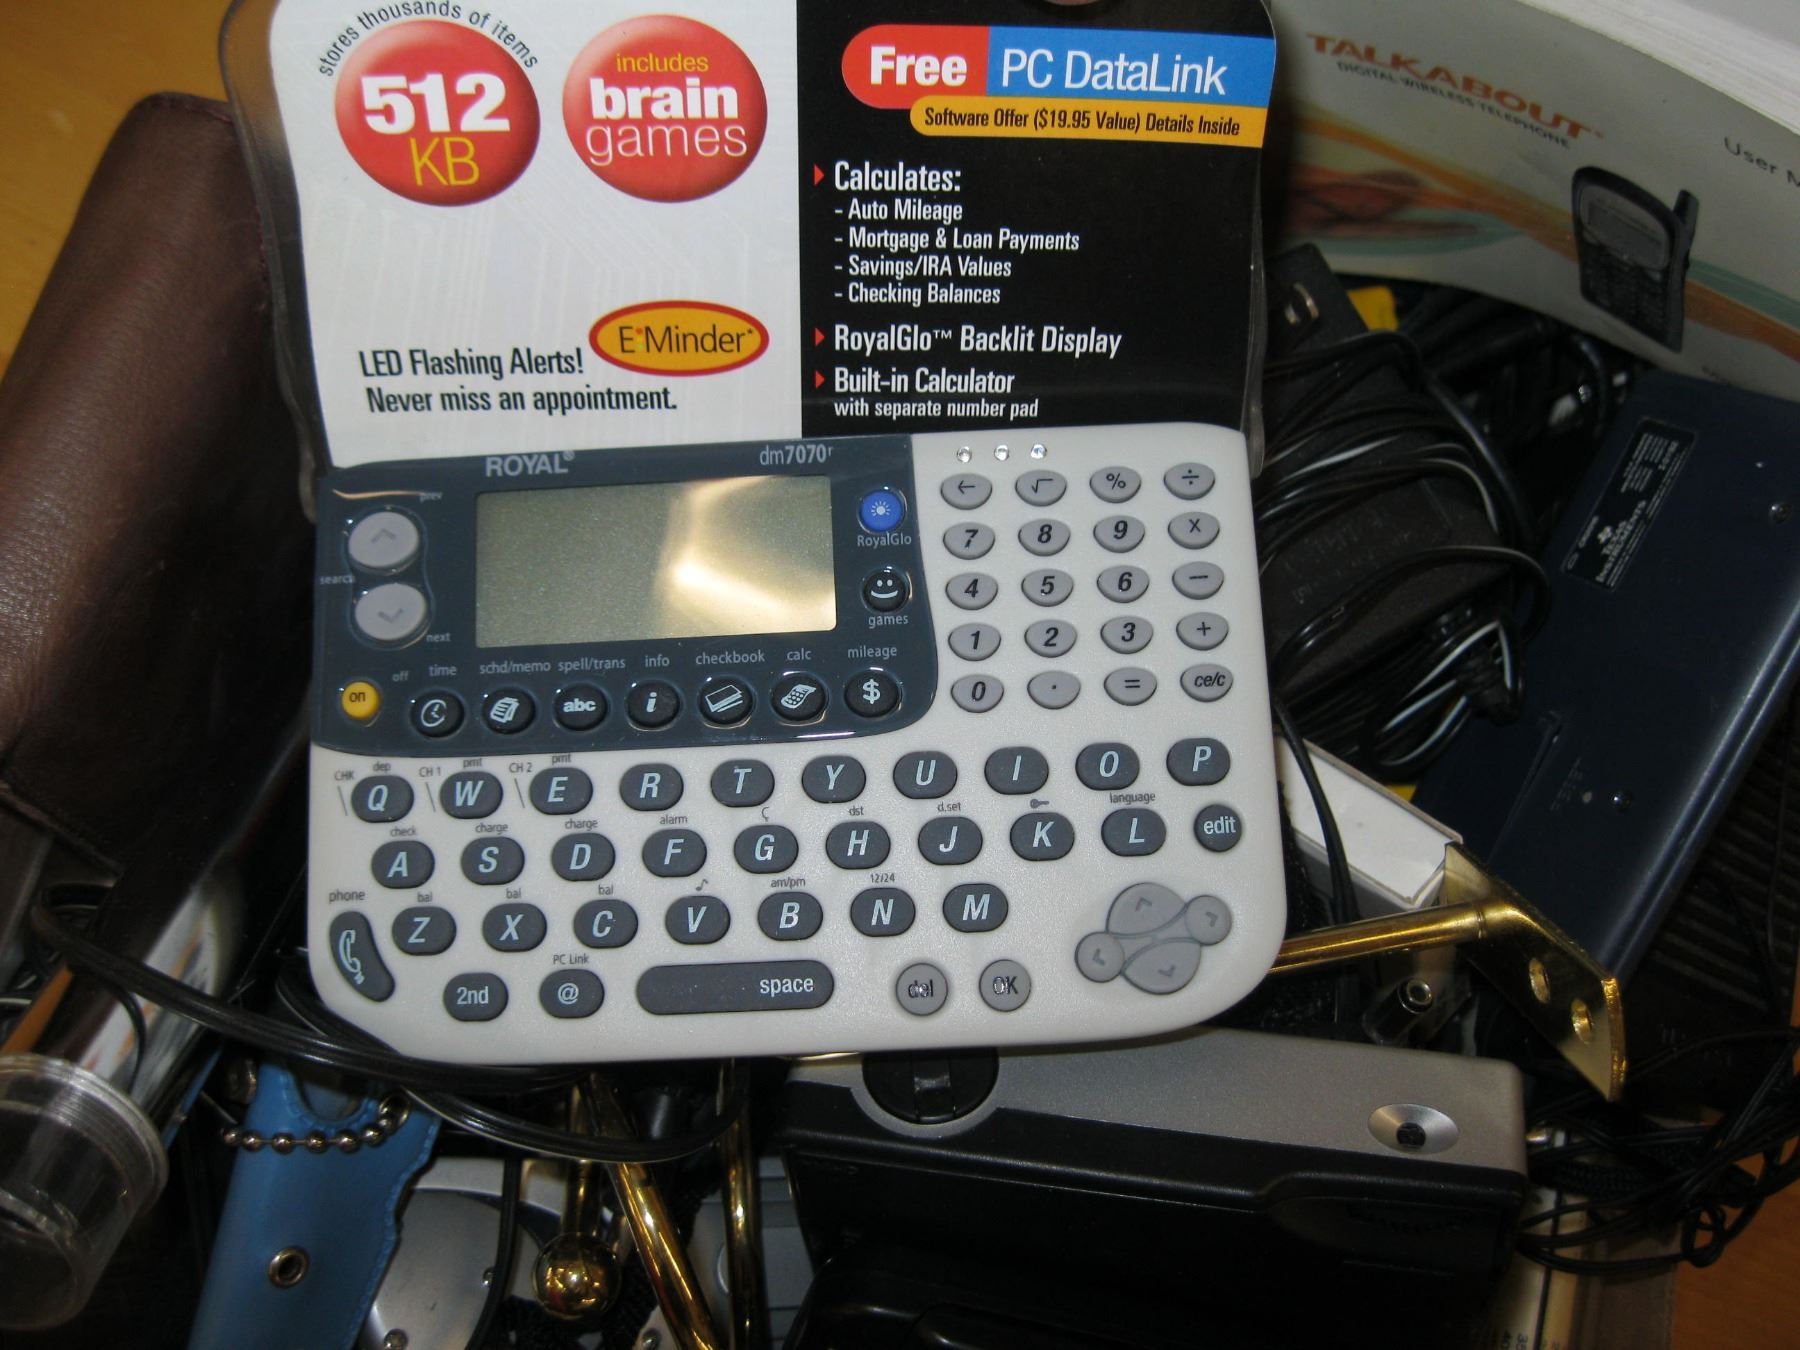 stores thousands of items
512
KB
includes
brain
games
Free PC DataLink
Software Offer ($19.95 Value) Details Inside
Calculates:
- Auto Mileage
- Mortgage & Loan Payments
- Savings/IRA Values
- Checking Balances
RoyalGlo™ Backlit Display
Built-in Calculator
with separate number pad
E:Minder*
LED Flashing Alerts!
Never miss an appointment.
TALKABOUT
DIGITAL WIRELESS TELEPHONE
User
ROYAL®
dm7070r
prev
search
next
RoyalGlo
games
off time schd/memo spell/trans info checkbook calc mileage
on abc i $
← √ % ÷
7 8 9 x
4 5 6 −
1 2 3 +
0 . = ce/c
CHK dep CH 1 pmt CH 2 pmt
Q W E R T Y U I O P
check charge charge alarm Ç dst d.set language
A S D F G H J K L edit
phone bal bal bal ♪ am/pm 12/24
Z X C V B N M
PC Link
2nd @ space del OK
TEXAS
INSTRUMENTS